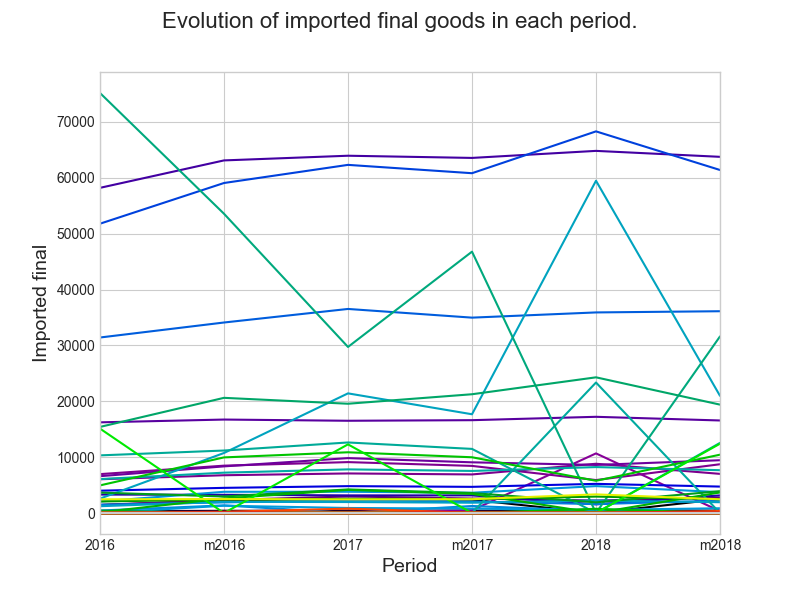 Evolution of imported final goods in each period.
Imported final
70000
60000
50000
40000
30000
20000
10000
0
2016
m2016
2017
m2017
2018
m2018
Period